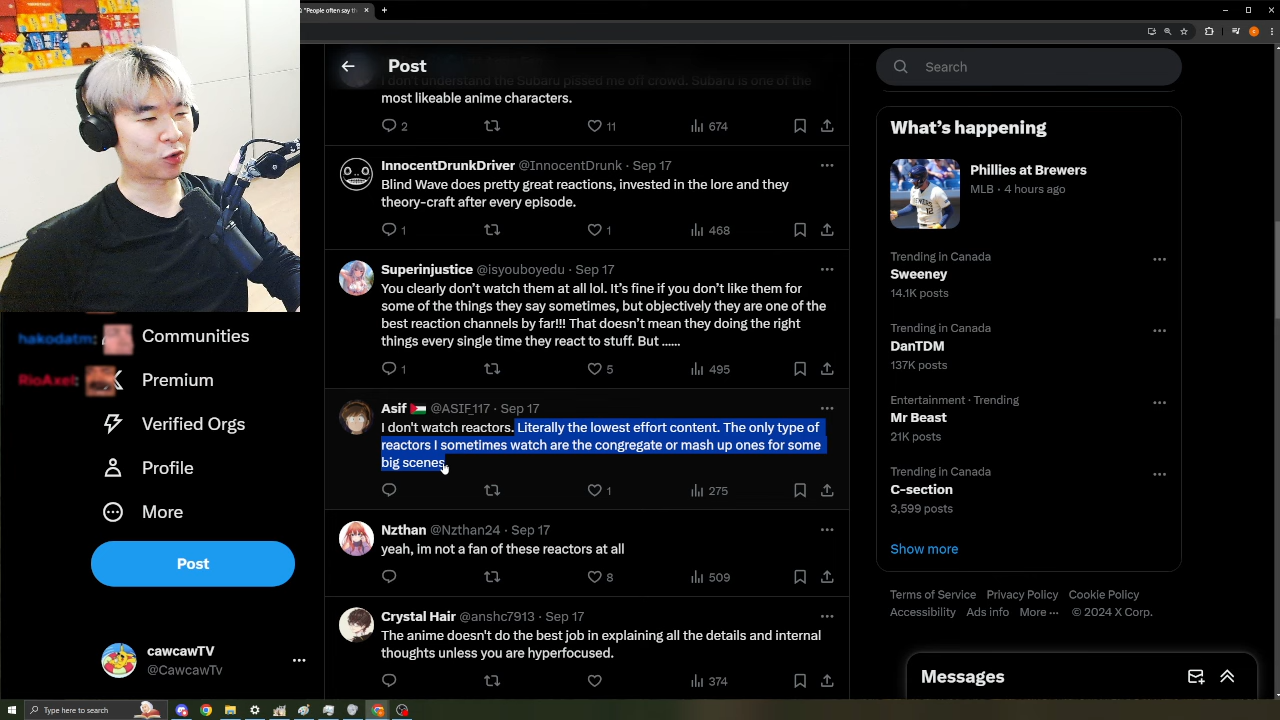 "People often say th
Post
I don't understand the Subaru pissed me off crowd. Subaru is one of the
most likeable anime characters.
2
11
674
InnocentDrunkDriver @InnocentDrunk · Sep 17
Blind Wave does pretty great reactions, invested in the lore and they
theory-craft after every episode.
1
1
468
Superinjustice @isyouboyedu · Sep 17
You clearly don’t watch them at all lol. It’s fine if you don’t like them for
some of the things they say sometimes, but objectively they are one of the
best reaction channels by far!!! That doesn’t mean they doing the right
things every single time they react to stuff. But ......
1
5
495
Asif @ASIF_117 · Sep 17
I don't watch reactors. Literally the lowest effort content. The only type of
reactors I sometimes watch are the congregate or mash up ones for some
big scenes
1
275
Nzthan @Nzthan24 · Sep 17
yeah, im not a fan of these reactors at all
8
509
Crystal Hair @anshc7913 · Sep 17
The anime doesn't do the best job in explaining all the details and internal
thoughts unless you are hyperfocused.
374
hakodatm:
RioAxel:
Communities
Premium
Verified Orgs
Profile
More
Post
cawcawTV
@CawcawTv
Search
What’s happening
Phillies at Brewers
MLB · 4 hours ago
Trending in Canada
Sweeney
14.1K posts
Trending in Canada
DanTDM
137K posts
Entertainment · Trending
Mr Beast
21K posts
Trending in Canada
C-section
3,599 posts
Show more
Terms of Service Privacy Policy Cookie Policy
Accessibility Ads info More ··· © 2024 X Corp.
Messages
Type here to search